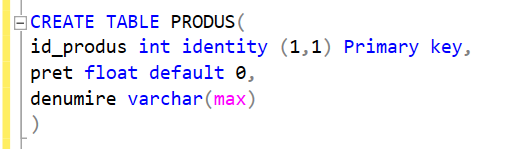 CREATE TABLE PRODUS(
id_produs int identity (1,1) Primary key,
pret float default 0,
denumire varchar(max)
)